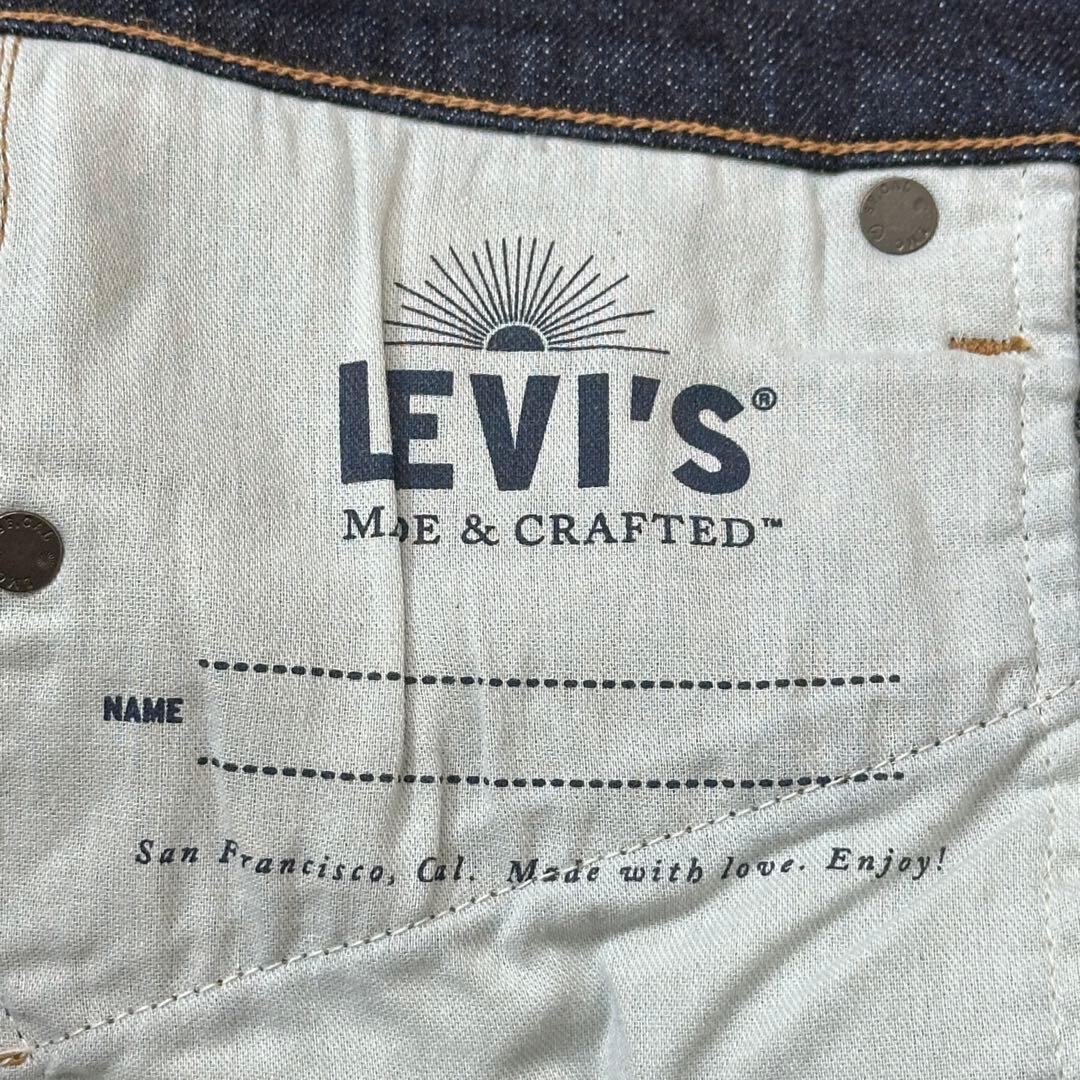 LEVI'S®
MADE & CRAFTED™
NAME
San Francisco, Cal. Made with love. Enjoy!